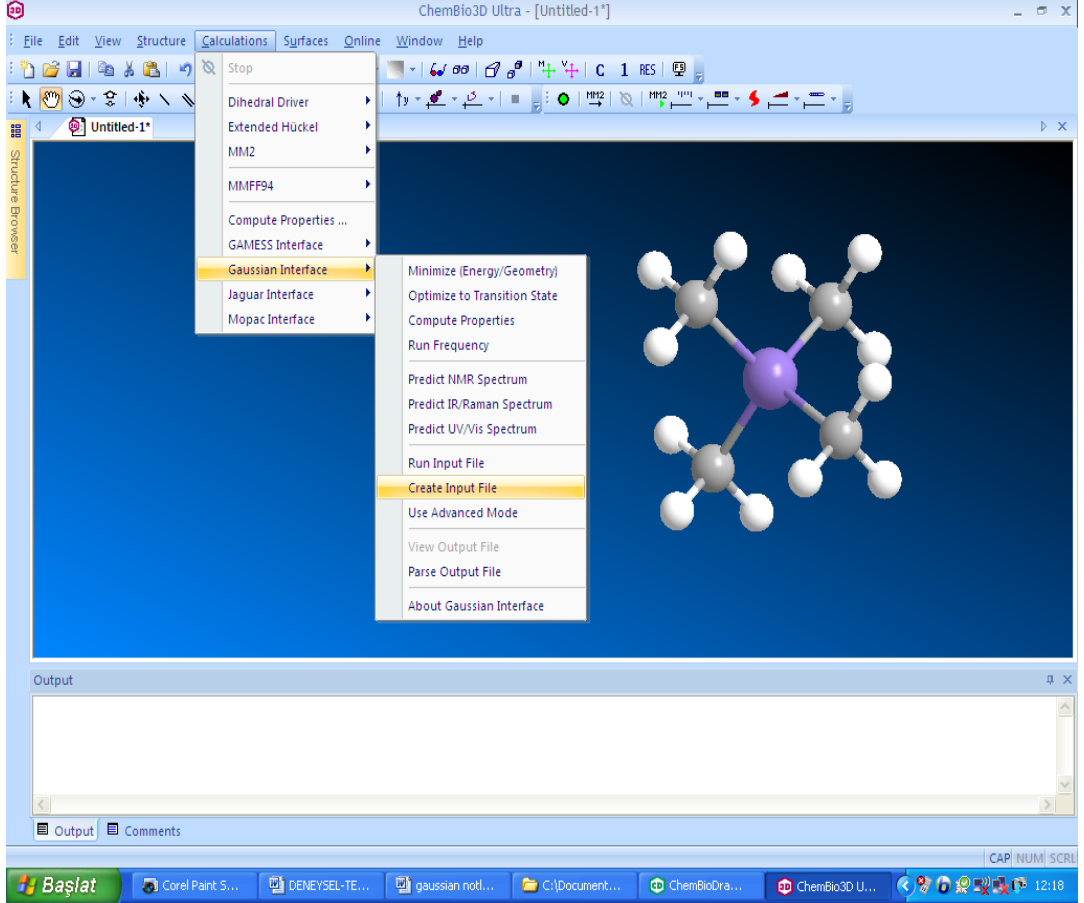 ChemBio3D Ultra - [Untitled-1*]
File Edit View Structure Calculations Surfaces Online Window Help
C 1 RES
MM2 MM2
Untitled-1*
Structure Browser
Stop
Dihedral Driver
Extended Hückel
MM2
MMFF94
Compute Properties ...
GAMESS Interface
Gaussian Interface
Jaguar Interface
Mopac Interface
Minimize (Energy/Geometry)
Optimize to Transition State
Compute Properties
Run Frequency
Predict NMR Spectrum
Predict IR/Raman Spectrum
Predict UV/Vis Spectrum
Run Input File
Create Input File
Use Advanced Mode
View Output File
Parse Output File
About Gaussian Interface
Output
Output Comments
CAP NUM SCRL
Başlat Corel Paint S... DENEYSEL-TE... gaussian notl... C:\Document... ChemBioDra... ChemBio3D U... 12:18